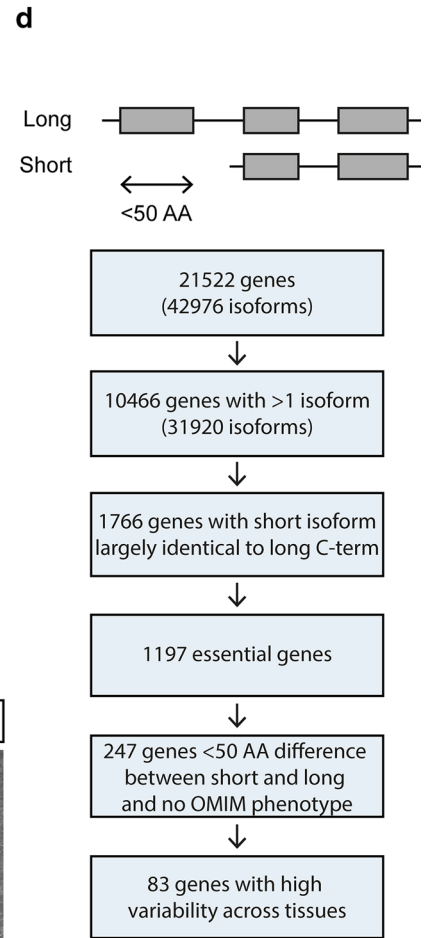 d
Long
Short
<50 AA
21522 genes
(42976 isoforms)
10466 genes with >1 isoform
(31920 isoforms)
1766 genes with short isoform
largely identical to long C-term
1197 essential genes
247 genes <50 AA difference
between short and long
and no OMIM phenotype
83 genes with high
variability across tissues